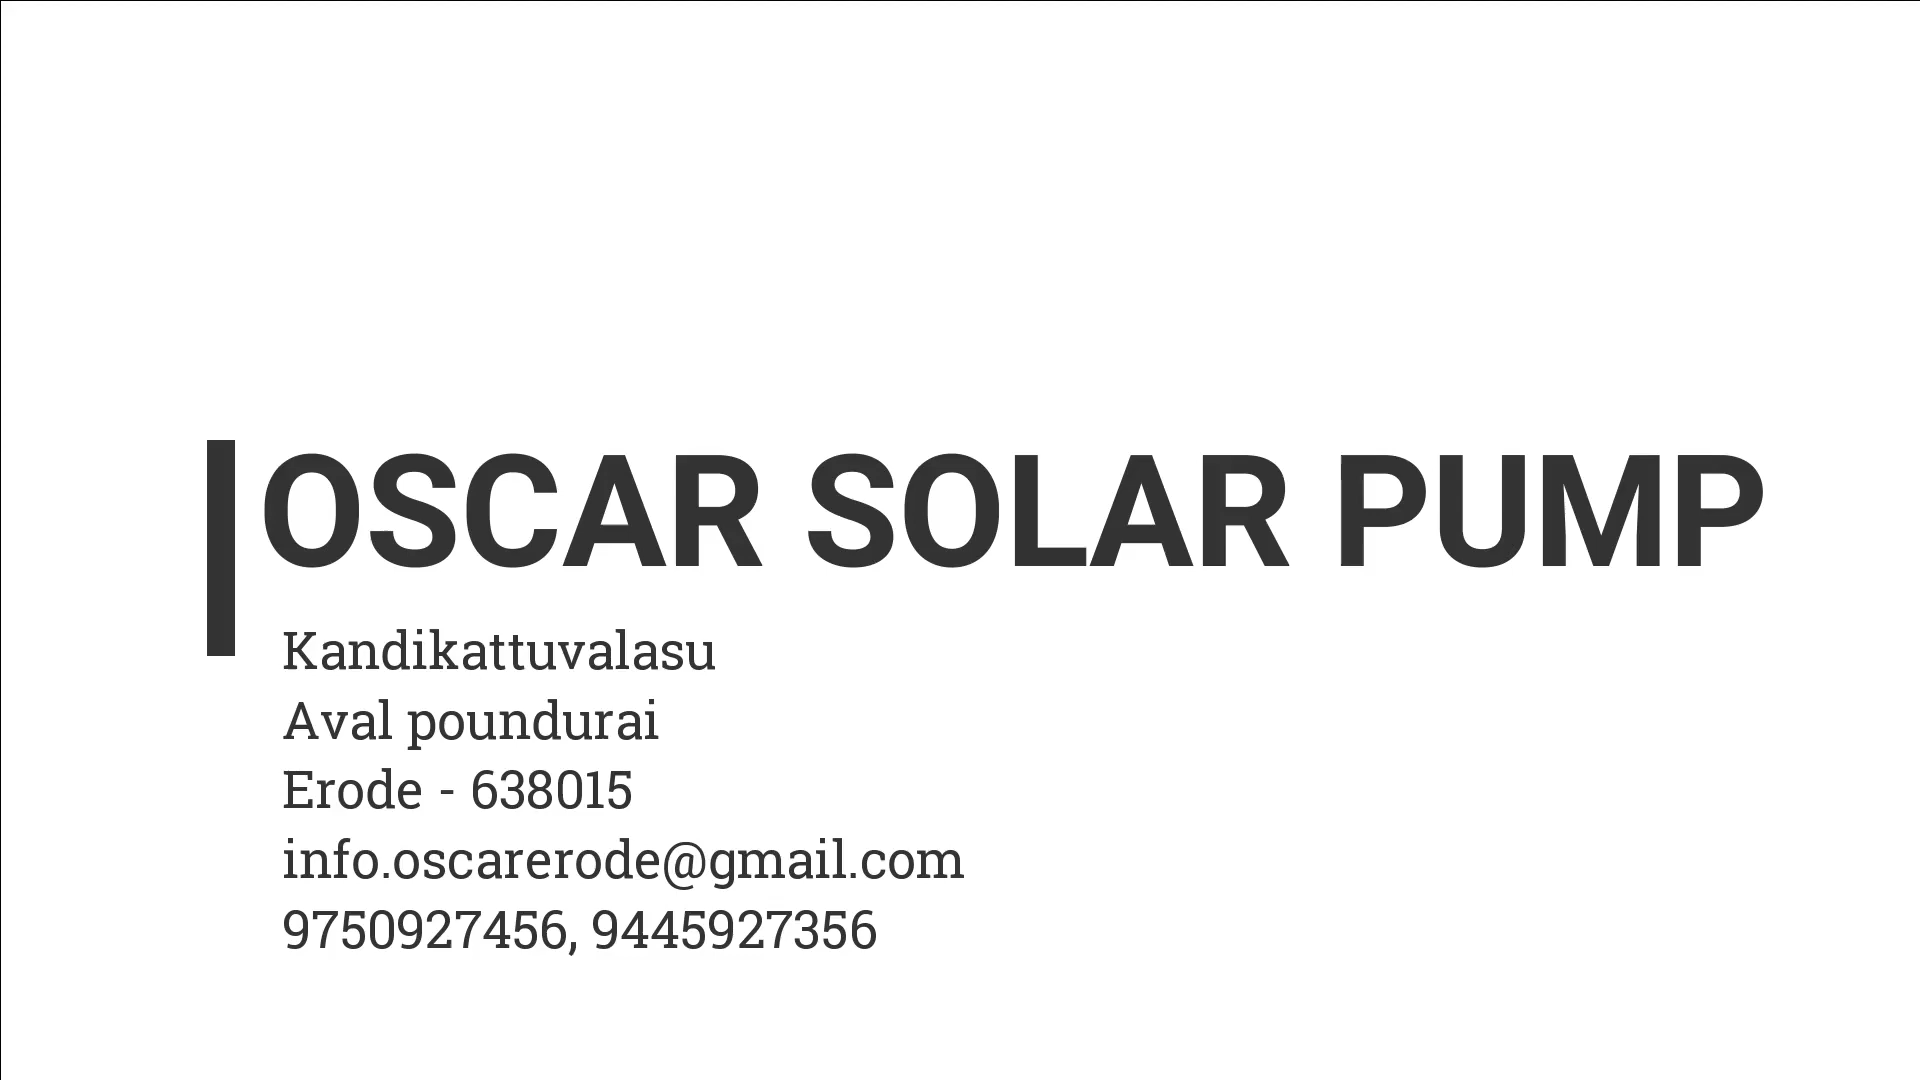 OSCAR SOLAR PUMP
Kandikattuvalasu
Aval poundurai
Erode - 638015
info.oscarerode@gmail.com
9750927456, 9445927356